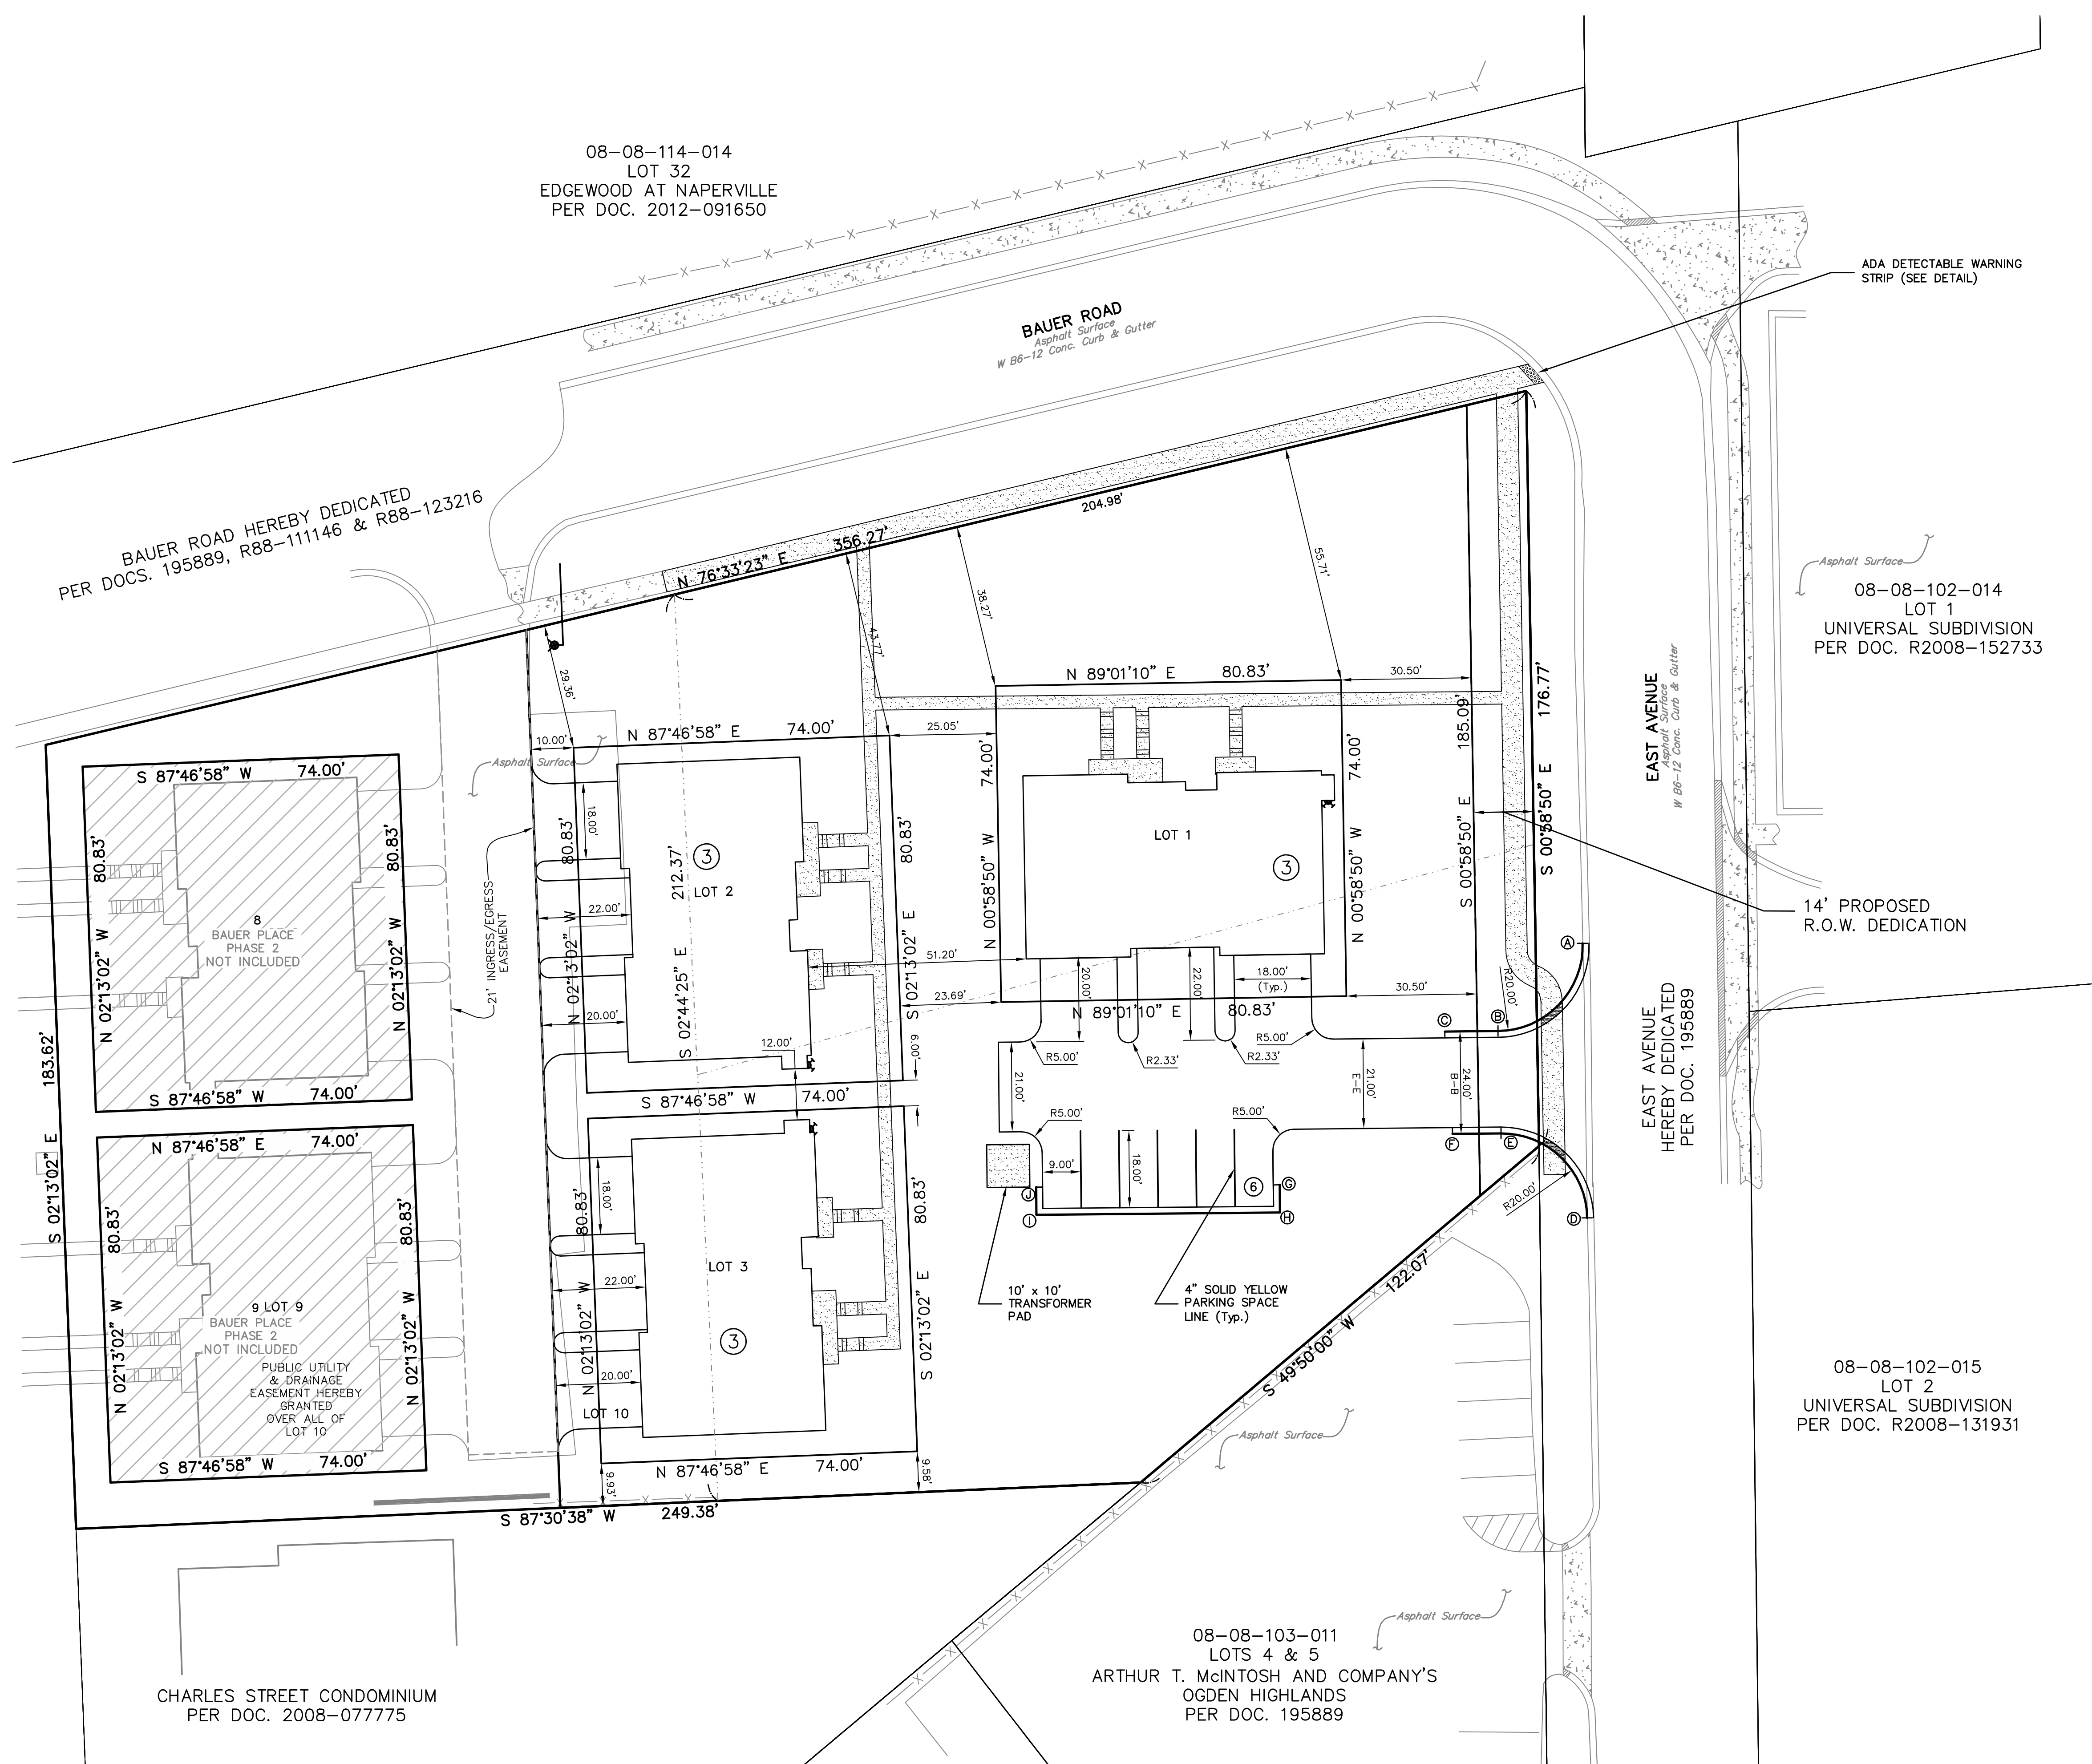 08-08-114-014
LOT 32
EDGEWOOD AT NAPERVILLE
PER DOC. 2012-091650
ADA DETECTABLE WARNING
STRIP (SEE DETAIL)
BAUER ROAD
Asphalt Surface
W B6-12 Conc. Curb & Gutter
BAUER ROAD HEREBY DEDICATED
PER DOCS. 195889, R88-111146 & R88-123216
N 76°33'23" E
356.27'
204.98'
55.71'
38.27'
43.77'
29.36'
Asphalt Surface
08-08-102-014
LOT 1
UNIVERSAL SUBDIVISION
PER DOC. R2008-152733
EAST AVENUE
Asphalt Surface
W B6-12 Conc. Curb & Gutter
S 00°58'50" E
176.77'
S 00°58'50" E
185.09'
14' PROPOSED
R.O.W. DEDICATION
N 89°01'10" E
80.83'
30.50'
N 00°58'50" W
74.00'
LOT 1
3
N 00°58'50" W
74.00'
N 89°01'10" E
80.83'
30.50'
25.05'
10.00'
Asphalt Surface
N 87°46'58" E
74.00'
18.00'
N 02°13'02" W
80.83'
22.00'
20.00'
3
LOT 2
S 02°44'25" E
212.37'
S 02°13'02" E
80.83'
51.20'
23.69'
12.00'
6.00'
S 87°46'58" W
74.00'
21' INGRESS/EGRESS
EASEMENT
S 87°46'58" W
74.00'
N 02°13'02" W
80.83'
8
BAUER PLACE
PHASE 2
NOT INCLUDED
N 02°13'02" W
80.83'
S 87°46'58" W
74.00'
S 02°13'02" E
183.62'
N 87°46'58" E
74.00'
N 02°13'02" W
80.83'
9 LOT 9
BAUER PLACE
PHASE 2
NOT INCLUDED
PUBLIC UTILITY
& DRAINAGE
EASEMENT HEREBY
GRANTED
OVER ALL OF
LOT 10
N 02°13'02" W
80.83'
S 87°46'58" W
74.00'
18.00'
N 02°13'02" W
80.83'
22.00'
20.00'
LOT 10
LOT 3
3
S 02°13'02" E
80.83'
N 87°46'58" E
74.00'
9.93'
9.58'
S 87°30'38" W
249.38'
20.00'
22.00'
18.00'
(Typ.)
R5.00'
R2.33'
R2.33'
R5.00'
21.00'
21.00'
E-E
24.00'
B-B
R5.00'
R5.00'
9.00'
18.00'
6
R20.00'
R20.00'
A
B
C
D
E
F
G
H
I
J
10' x 10'
TRANSFORMER
PAD
4" SOLID YELLOW
PARKING SPACE
LINE (Typ.)
S 49°50'00" W
122.07'
EAST AVENUE
HEREBY DEDICATED
PER DOC. 195889
Asphalt Surface
Asphalt Surface
08-08-102-015
LOT 2
UNIVERSAL SUBDIVISION
PER DOC. R2008-131931
08-08-103-011
LOTS 4 & 5
ARTHUR T. McINTOSH AND COMPANY'S
OGDEN HIGHLANDS
PER DOC. 195889
CHARLES STREET CONDOMINIUM
PER DOC. 2008-077775